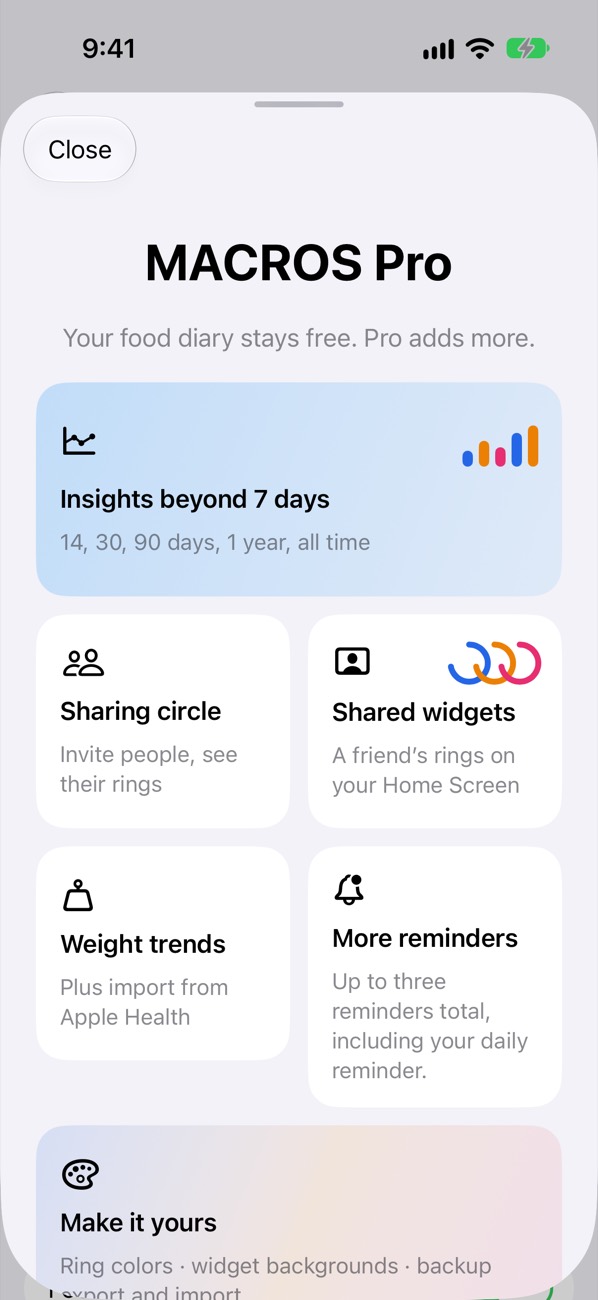 9:41
Close
MACROS Pro
Your food diary stays free. Pro adds more.
Insights beyond 7 days
14, 30, 90 days, 1 year, all time
Sharing circle
Invite people, see
their rings
Shared widgets
A friend’s rings on
your Home Screen
Weight trends
Plus import from
Apple Health
More reminders
Up to three
reminders total,
including your daily
reminder.
Make it yours
Ring colors · widget backgrounds · backup
export and import